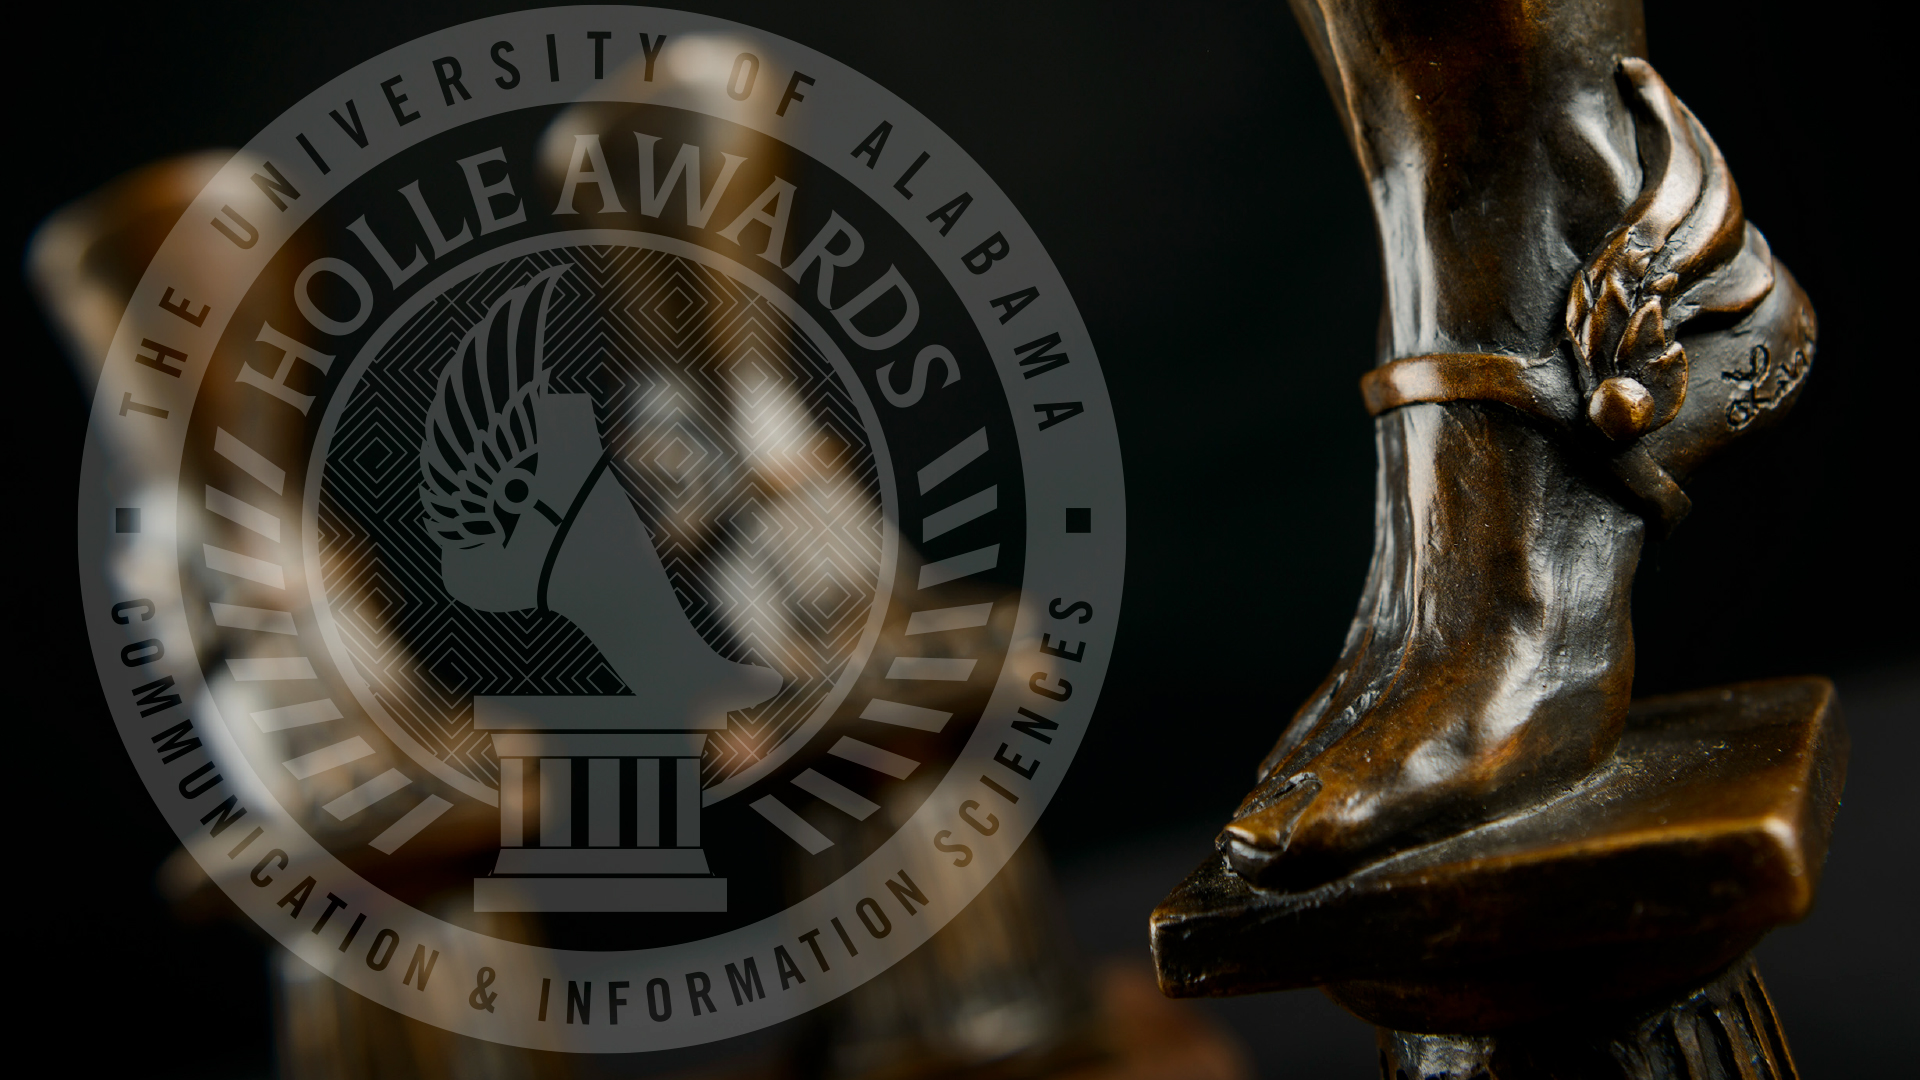 THE UNIVERSITY OF ALABAMA
HOLLE AWARDS
COMMUNICATION & INFORMATION SCIENCES